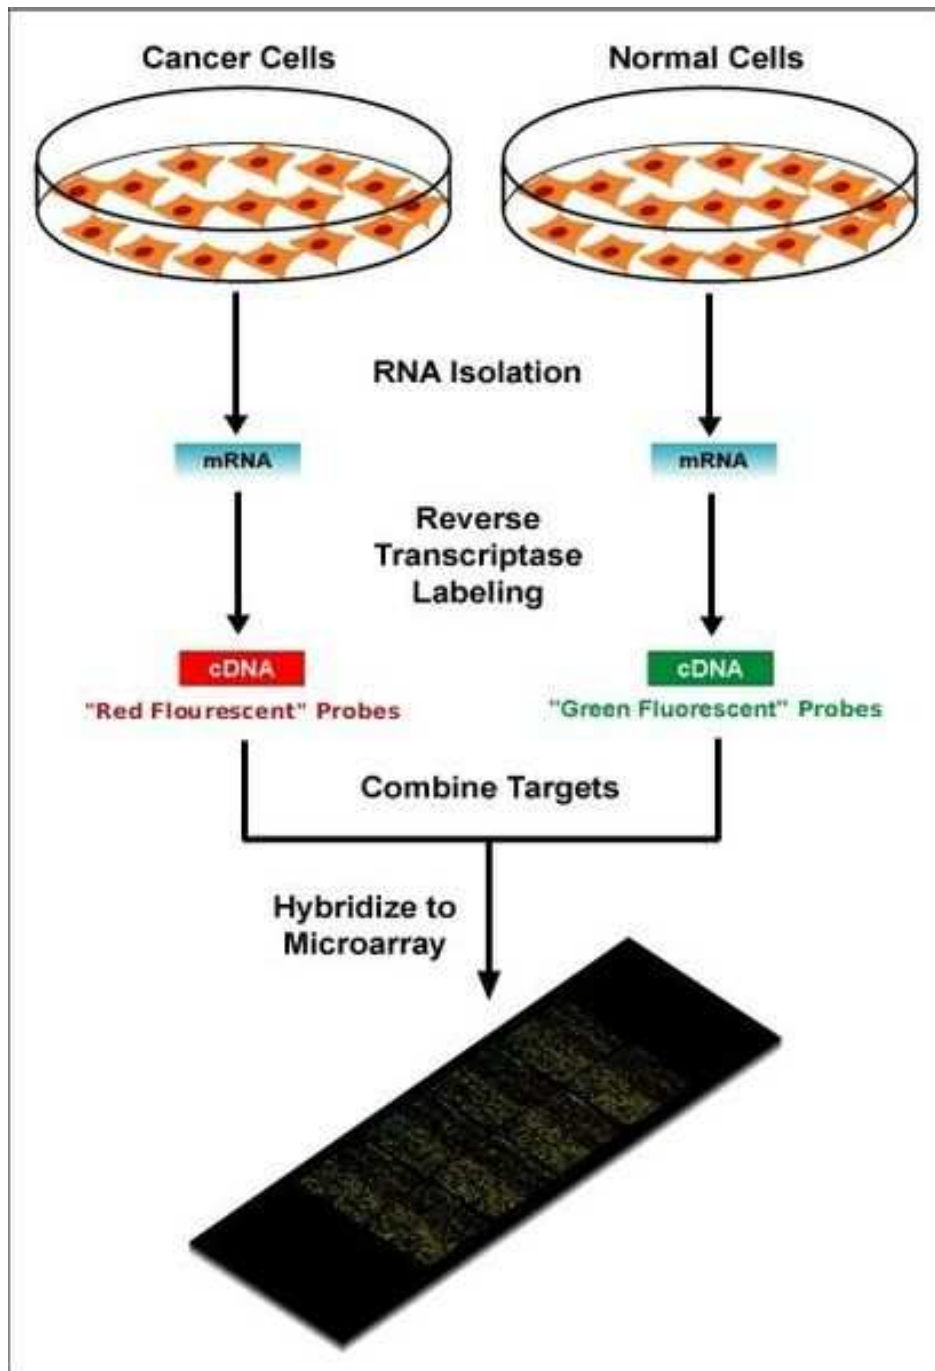 Cancer Cells
Normal Cells
RNA Isolation
mRNA
mRNA
Reverse
Transcriptase
Labeling
cDNA
cDNA
"Red Flourescent" Probes
"Green Fluorescent" Probes
Combine Targets
Hybridize to
Microarray